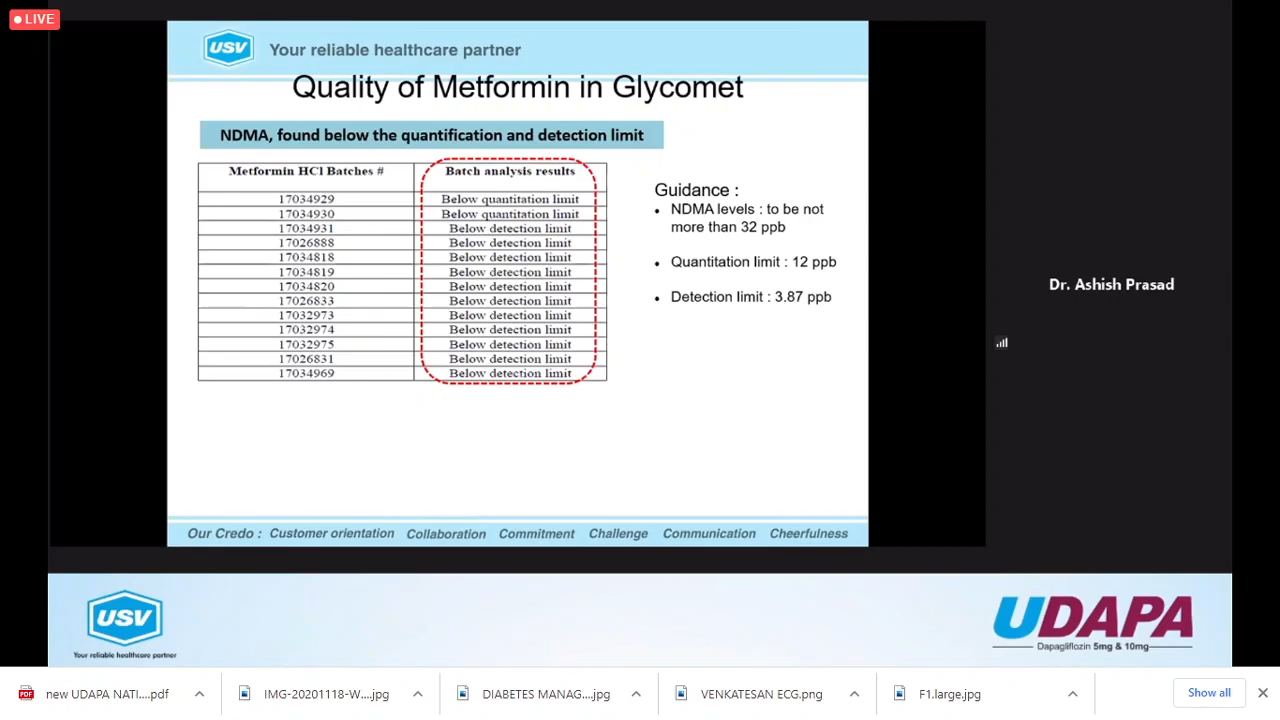 LIVE
USV Your reliable healthcare partner
Quality of Metformin in Glycomet
NDMA, found below the quantification and detection limit
Metformin HCl Batches # Batch analysis results
17034929 Below quantitation limit
17034930 Below quantitation limit
17034931 Below detection limit
17026888 Below detection limit
17034818 Below detection limit
17034819 Below detection limit
17034820 Below detection limit
17026833 Below detection limit
17032973 Below detection limit
17032974 Below detection limit
17032975 Below detection limit
17026831 Below detection limit
17034969 Below detection limit
Guidance :
• NDMA levels : to be not
more than 32 ppb
• Quantitation limit : 12 ppb
• Detection limit : 3.87 ppb
Dr. Ashish Prasad
Our Credo : Customer orientation Collaboration Commitment Challenge Communication Cheerfulness
USV
Your reliable healthcare partner
UDAPA
Dapagliflozin 5mg & 10mg
PDF new UDAPA NATI....pdf IMG-20201118-W....jpg DIABETES MANAG....jpg VENKATESAN ECG.png F1.large.jpg Show all